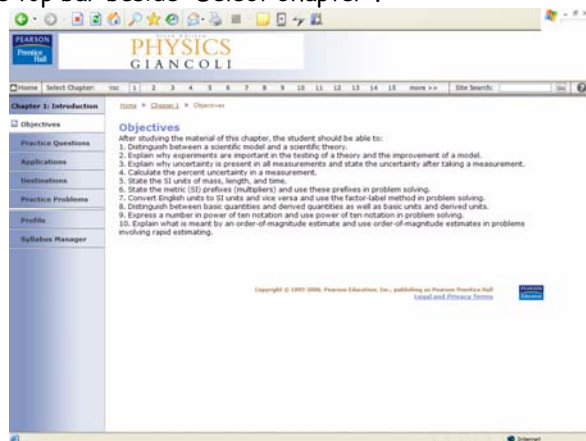 top bar beside "Select Chapter".
PEARSON
Prentice
Hall
PHYSICS
GIANCOLI
Home Select Chapter: TOC 1 2 3 4 5 6 7 8 9 10 11 12 13 14 15 more >> Site Search: Go
Chapter 1: Introduction
Home > Chapter 1 > Objectives
Objectives
Practice Questions
Applications
Destinations
Practice Problems
Profile
Syllabus Manager
Objectives
After studying the material of this chapter, the student should be able to:
1. Distinguish between a scientific model and a scientific theory.
2. Explain why experiments are important in the testing of a theory and the improvement of a model.
3. Explain why uncertainty is present in all measurements and state the uncertainty after taking a measurement.
4. Calculate the percent uncertainty in a measurement.
5. State the SI units of mass, length, and time.
6. State the metric (SI) prefixes (multipliers) and use these prefixes in problem solving.
7. Convert English units to SI units and vice versa and use the factor-label method in problem solving.
8. Distinguish between basic quantities and derived quantities as well as basic units and derived units.
9. Express a number in power of ten notation and use power of ten notation in problem solving.
10. Explain what is meant by an order-of-magnitude estimate and use order-of-magnitude estimates in problems
involving rapid estimating.
Copyright © 1995-2006, Pearson Education, Inc., publishing as Pearson Prentice Hall
Legal and Privacy Terms
PEARSON
Education
Internet